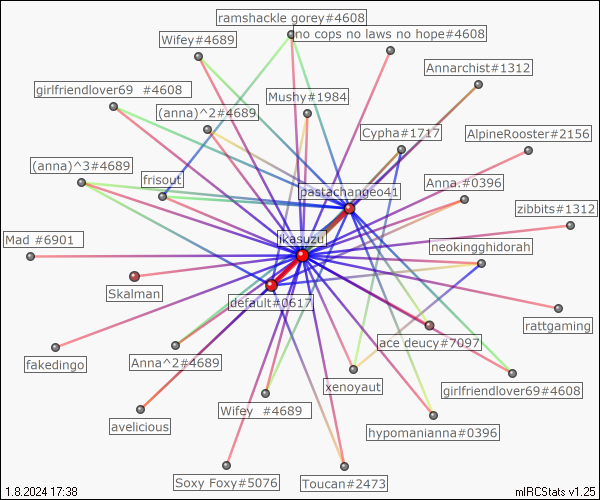 ramshackle gorey#4608
no cops no laws no hope#4608
Wifey#4689
Annarchist#1312
girlfriendlover69 #4608
Mushy#1984
(anna)^2#4689
Cypha#1717
AlpineRooster#2156
(anna)^3#4689
frisout
pastachangeo41
Anna.#0396
zibbits#1312
Mad #6901
jkasuzu
neokingghidorah
Skalman
default#0617
rattgaming
fakedingo
Anna^2#4689
ace deucy#7097
xenoyaut
girlfriendlover69#4608
avelicious
Wifey #4689
hypomanianna#0396
Soxy Foxy#5076
Toucan#2473
1.8.2024 17:38
mIRCStats v1.25